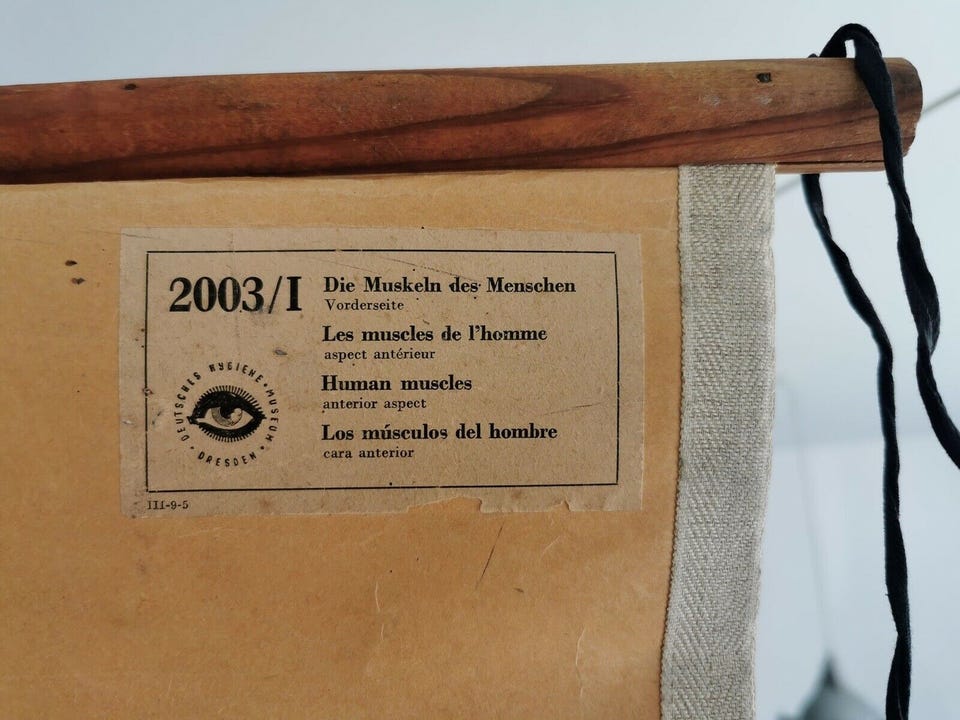 2003/I
Die Muskeln des Menschen
Vorderseite
Les muscles de l'homme
aspect antérieur
Human muscles
anterior aspect
Los músculos del hombre
cara anterior
DEUTSCHES HYGIENE-MUSEUM
DRESDEN
III-9-5